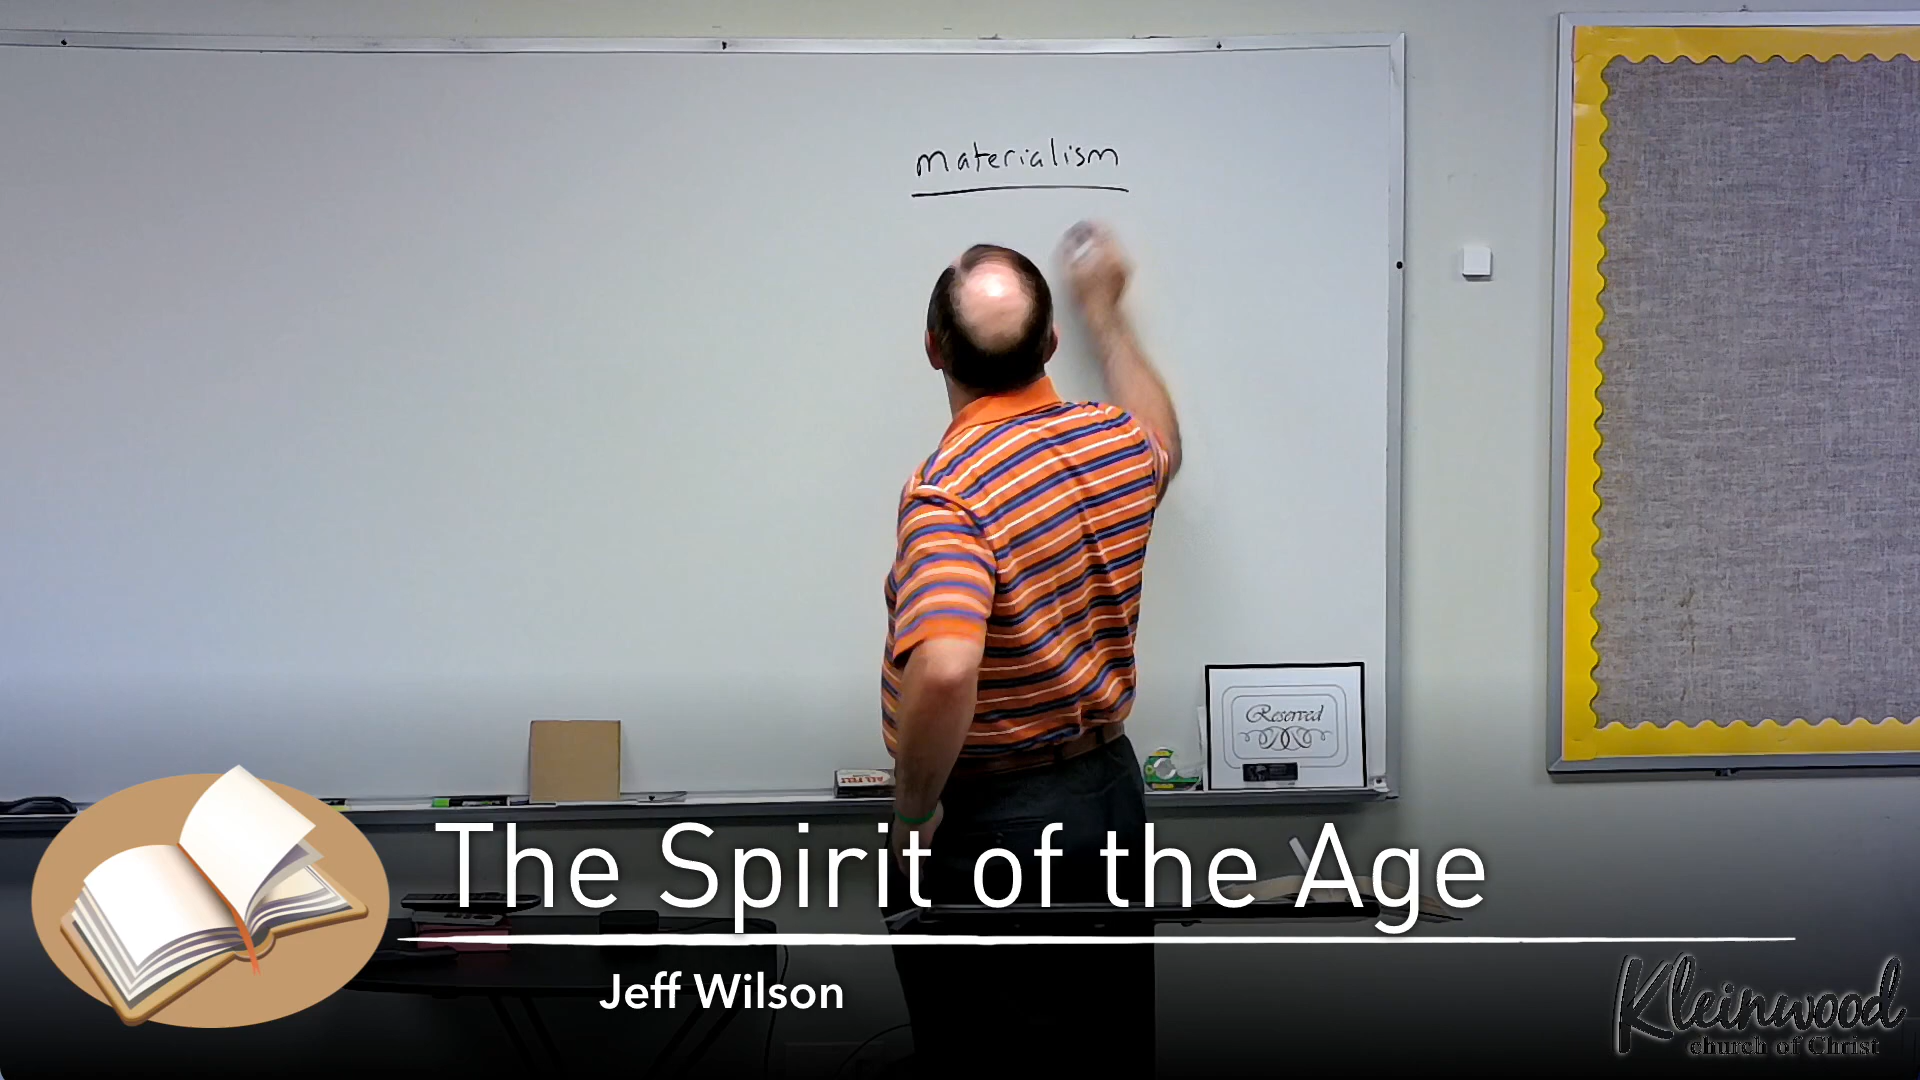 materialism
Reserved
The Spirit of the Age
Jeff Wilson
Kleinwood
church of Christ